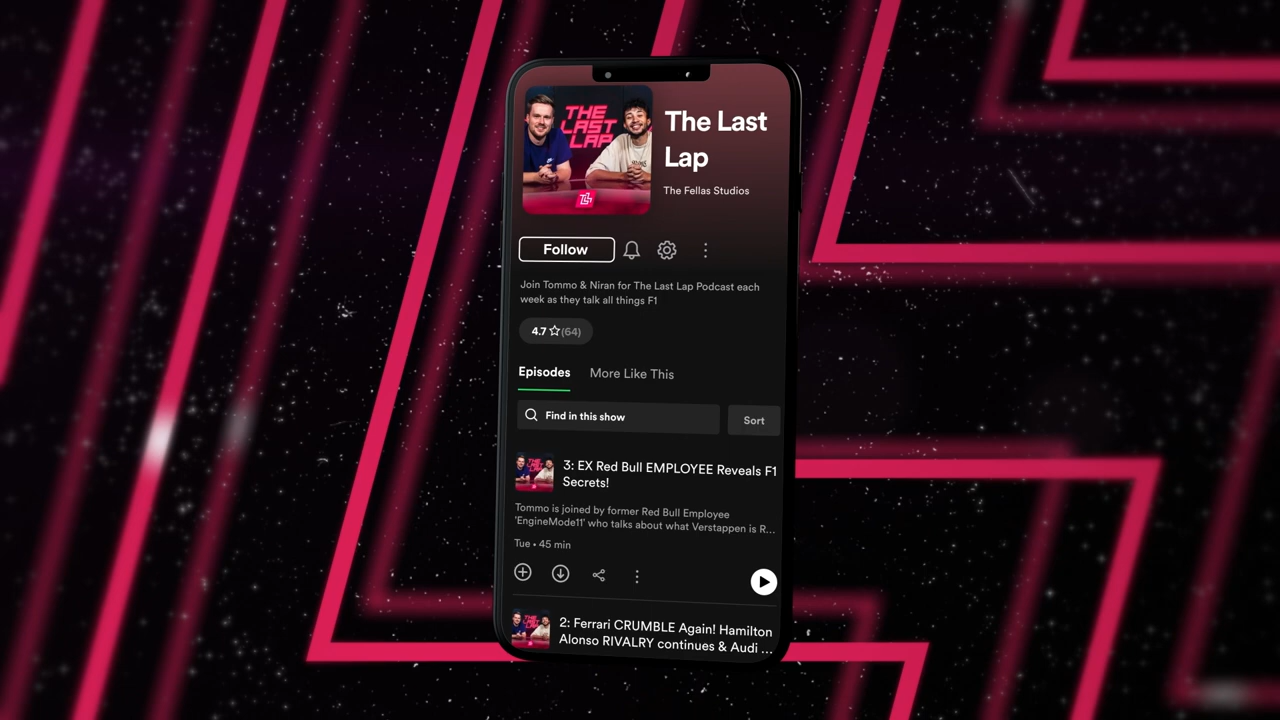 THE
LAST
LAP
The Last
Lap
The Fellas Studios
Follow
Join Tommo & Niran for The Last Lap Podcast each
week as they talk all things F1
4.7 ☆ (64)
Episodes
More Like This
Find in this show
Sort
3: EX Red Bull EMPLOYEE Reveals F1
Secrets!
Tommo is joined by former Red Bull Employee
'EngineMode11' who talks about what Verstappen is R...
Tue • 45 min
2: Ferrari CRUMBLE Again! Hamilton
Alonso RIVALRY continues & Audi ...